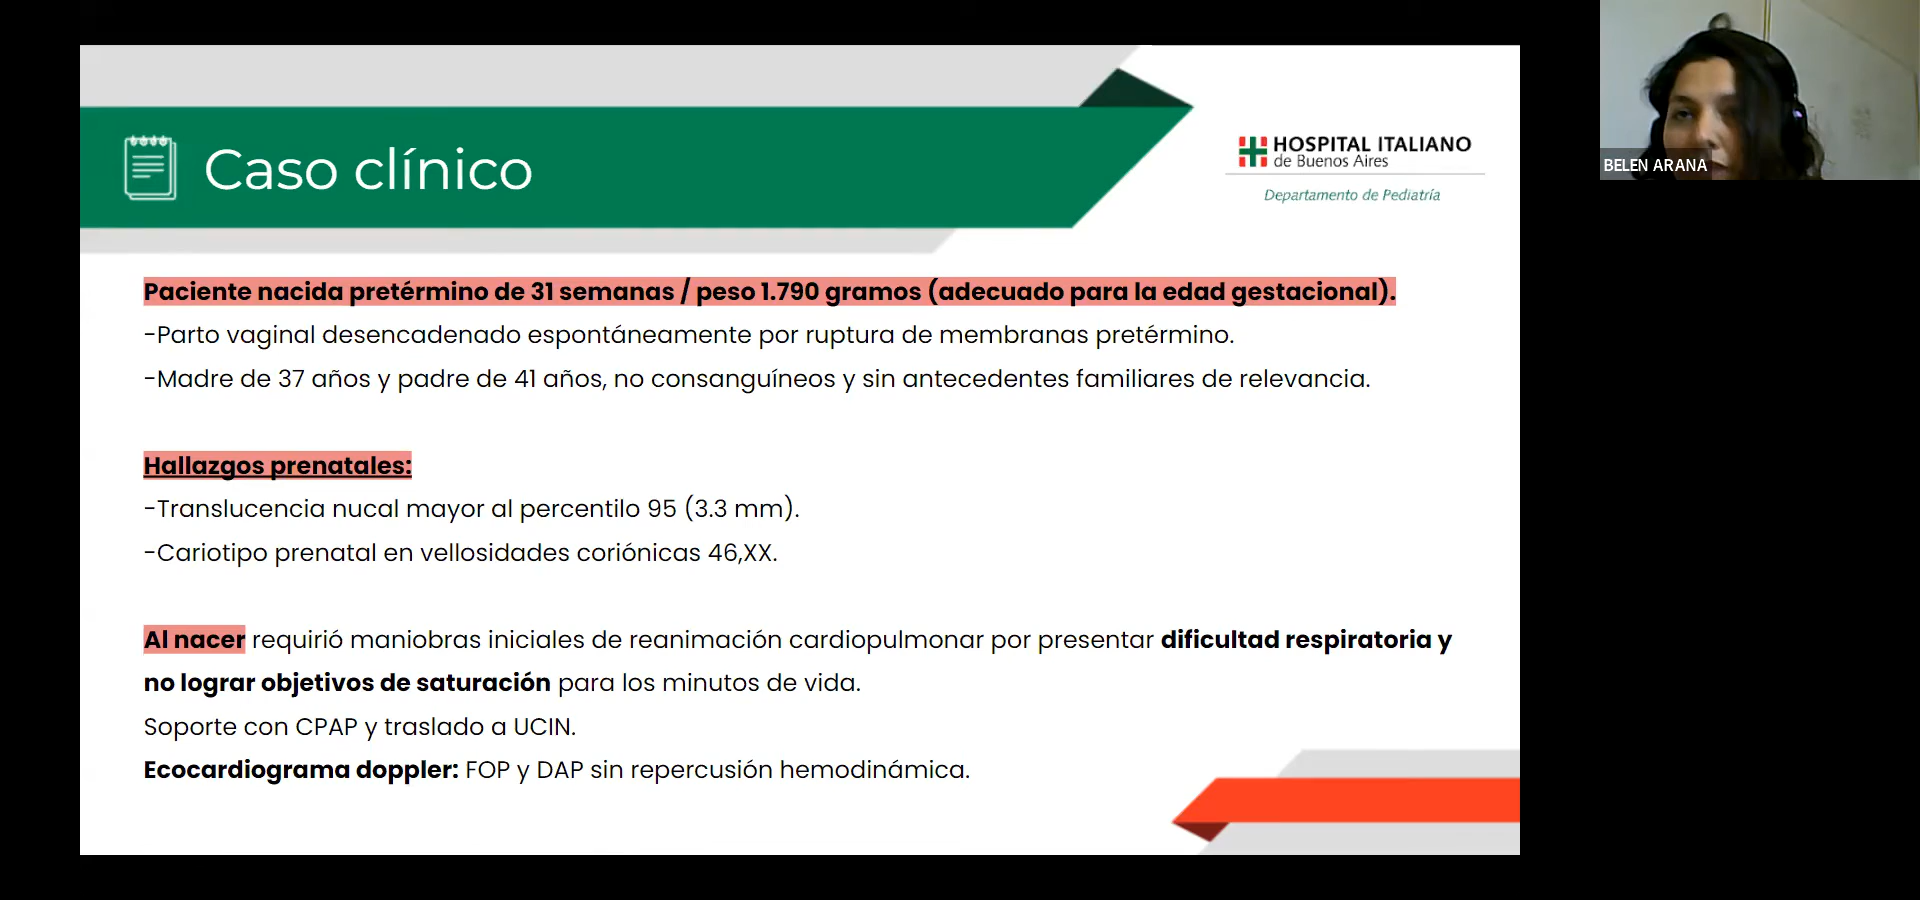 Caso clínico
HOSPITAL ITALIANO
de Buenos Aires
Departamento de Pediatría
BELEN ARANA
Paciente nacida pretérmino de 31 semanas / peso 1.790 gramos (adecuado para la edad gestacional).
-Parto vaginal desencadenado espontáneamente por ruptura de membranas pretérmino.
-Madre de 37 años y padre de 41 años, no consanguíneos y sin antecedentes familiares de relevancia.
Hallazgos prenatales:
-Translucencia nucal mayor al percentilo 95 (3.3 mm).
-Cariotipo prenatal en vellosidades coriónicas 46,XX.
Al nacer requirió maniobras iniciales de reanimación cardiopulmonar por presentar dificultad respiratoria y
no lograr objetivos de saturación para los minutos de vida.
Soporte con CPAP y traslado a UCIN.
Ecocardiograma doppler: FOP y DAP sin repercusión hemodinámica.